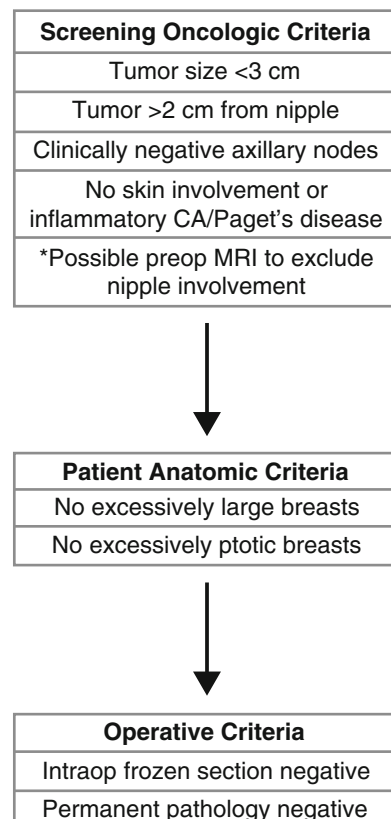 Screening Oncologic Criteria
Tumor size <3 cm
Tumor >2 cm from nipple
Clinically negative axillary nodes
No skin involvement or
inflammatory CA/Paget's disease
*Possible preop MRI to exclude
nipple involvement
Patient Anatomic Criteria
No excessively large breasts
No excessively ptotic breasts
Operative Criteria
Intraop frozen section negative
Permanent pathology negative